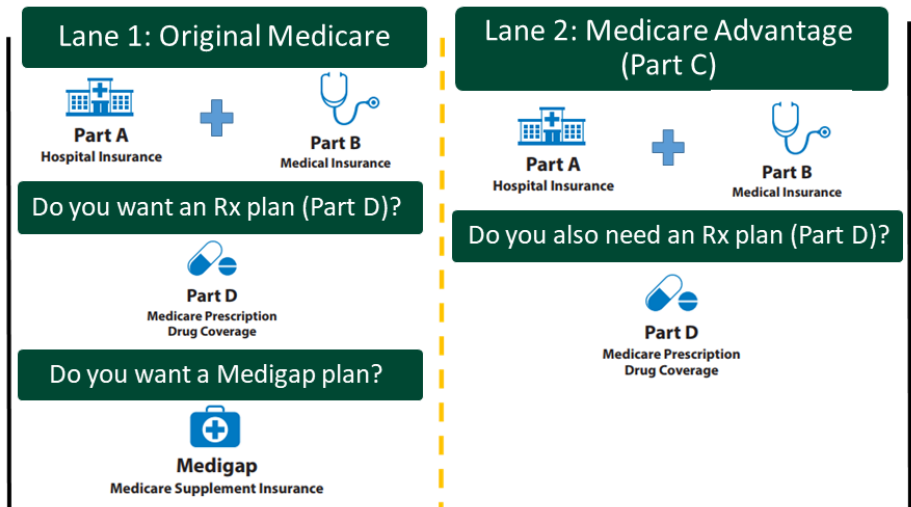 Lane 1: Original Medicare
Part A
Hospital Insurance
Part B
Medical Insurance
Do you want an Rx plan (Part D)?
Part D
Medicare Prescription
Drug Coverage
Do you want a Medigap plan?
Medigap
Medicare Supplement Insurance
Lane 2: Medicare Advantage
(Part C)
Part A
Hospital Insurance
Part B
Medical Insurance
Do you also need an Rx plan (Part D)?
Part D
Medicare Prescription
Drug Coverage